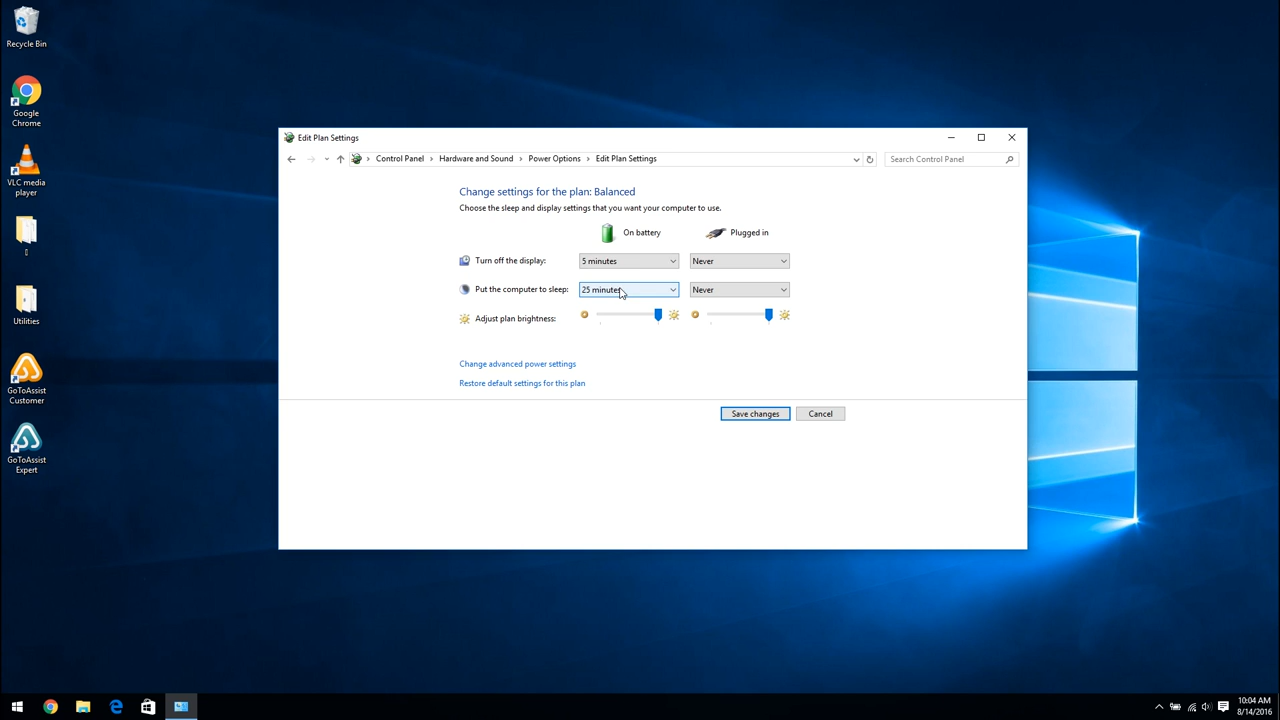 Recycle Bin
Google
Chrome
VLC media
player
Utilities
GoToAssist
Customer
GoToAssist
Expert
Edit Plan Settings
Control Panel > Hardware and Sound > Power Options > Edit Plan Settings
Search Control Panel
Change settings for the plan: Balanced
Choose the sleep and display settings that you want your computer to use.
On battery
Plugged in
Turn off the display:
5 minutes
Never
Put the computer to sleep:
25 minutes
Never
Adjust plan brightness:
Change advanced power settings
Restore default settings for this plan
Save changes
Cancel
10:04 AM
8/14/2016